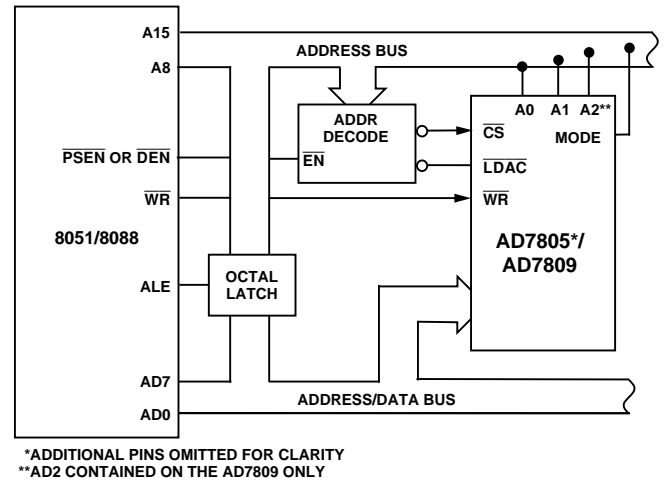 A15
ADDRESS BUS
A8
ADDR
DECODE
A0 A1 A2**
MODE
CS
PSEN OR DEN
EN
LDAC
WR
WR
8051/8088
AD7805*/
AD7809
ALE
OCTAL
LATCH
AD7
ADDRESS/DATA BUS
AD0
*ADDITIONAL PINS OMITTED FOR CLARITY
**AD2 CONTAINED ON THE AD7809 ONLY